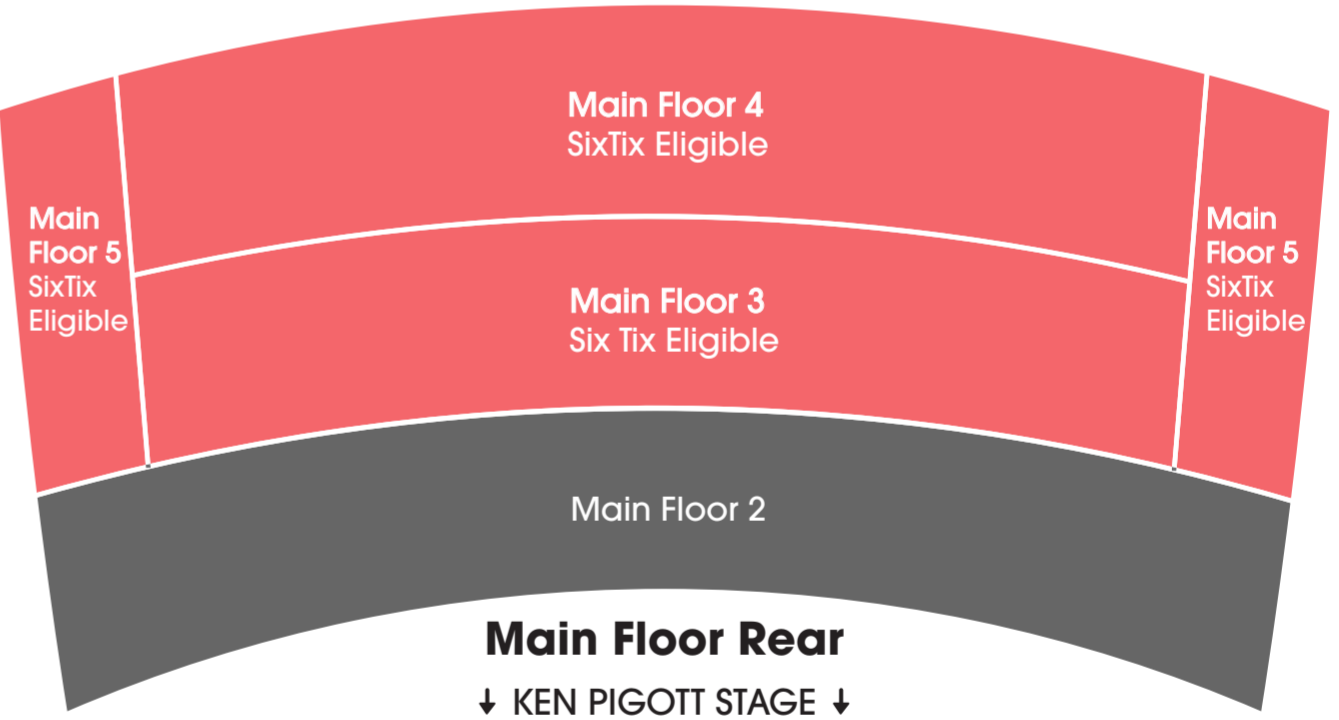 Main Floor 4
SixTix Eligible
Main
Floor 5
SixTix
Eligible
Main Floor 3
Six Tix Eligible
Main
Floor 5
SixTix
Eligible
Main Floor 2
Main Floor Rear
↓ KEN PIGOTT STAGE ↓